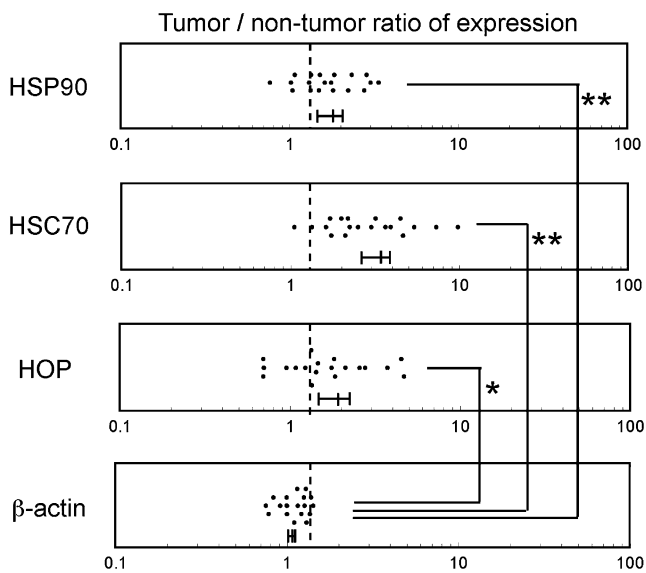 Tumor / non-tumor ratio of expression
HSP90
**
0.1 1 10 100
HSC70
**
0.1 1 10 100
HOP
*
0.1 1 10 100
β-actin
0.1 1 10 100